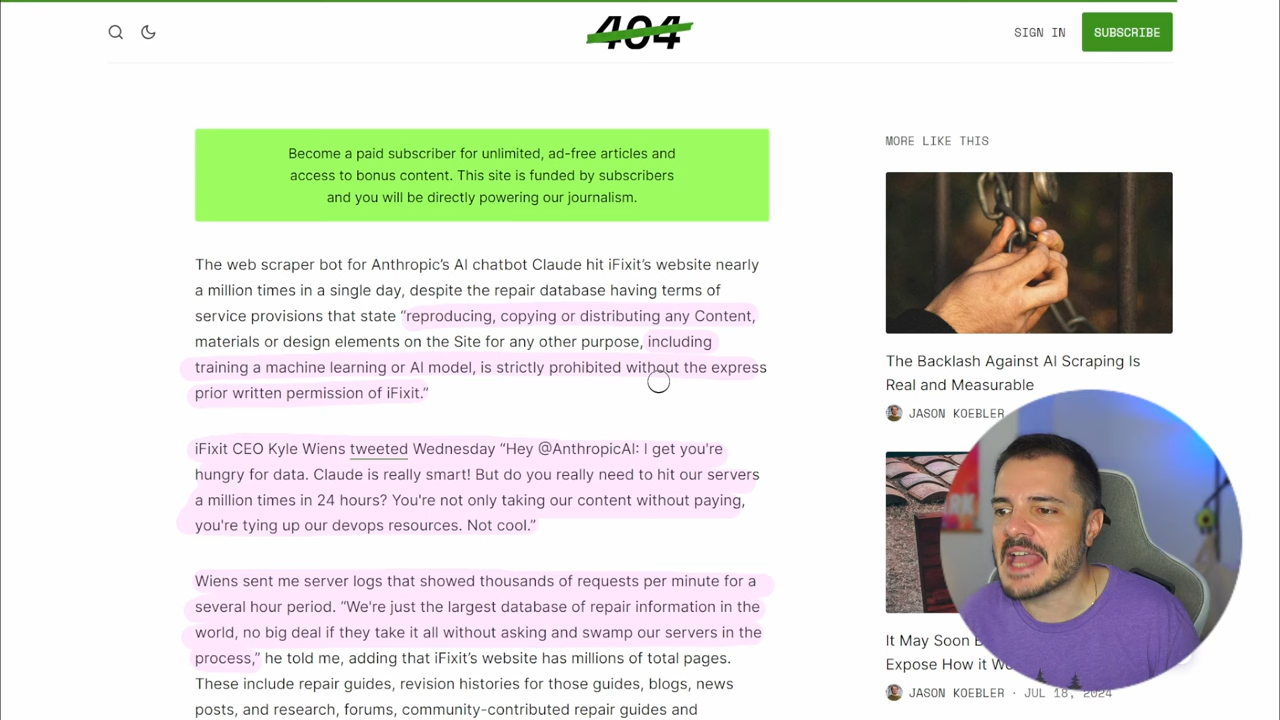 404
SIGN IN
SUBSCRIBE
Become a paid subscriber for unlimited, ad-free articles and
access to bonus content. This site is funded by subscribers
and you will be directly powering our journalism.
The web scraper bot for Anthropic's AI chatbot Claude hit iFixit's website nearly
a million times in a single day, despite the repair database having terms of
service provisions that state “reproducing, copying or distributing any Content,
materials or design elements on the Site for any other purpose, including
training a machine learning or AI model, is strictly prohibited without the express
prior written permission of iFixit.”
iFixit CEO Kyle Wiens tweeted Wednesday “Hey @AnthropicAI: I get you're
hungry for data. Claude is really smart! But do you really need to hit our servers
a million times in 24 hours? You're not only taking our content without paying,
you're tying up our devops resources. Not cool.”
Wiens sent me server logs that showed thousands of requests per minute for a
several hour period. “We're just the largest database of repair information in the
world, no big deal if they take it all without asking and swamp our servers in the
process,” he told me, adding that iFixit's website has millions of total pages.
These include repair guides, revision histories for those guides, blogs, news
posts, and research, forums, community-contributed repair guides and
MORE LIKE THIS
The Backlash Against AI Scraping Is
Real and Measurable
JASON KOEBLER
It May Soon
Expose How it
JASON KOEBLER · JUL 18, 2024